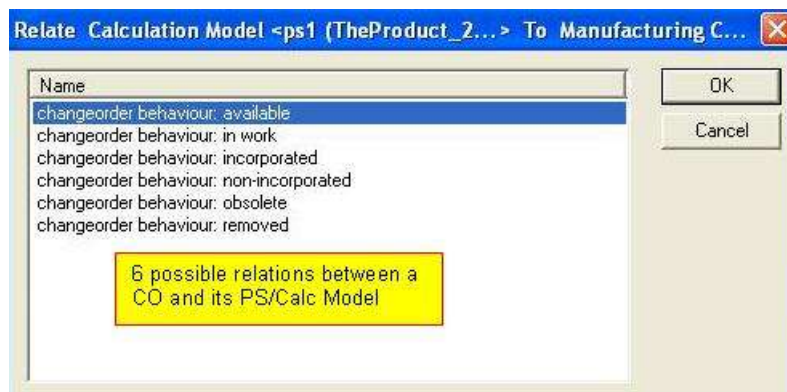 Relate Calculation Model <ps1 (TheProduct_2...> To Manufacturing C...
Name
OK
changeorder behaviour: available
changeorder behaviour: in work
Cancel
changeorder behaviour: incorporated
changeorder behaviour: non-incorporated
changeorder behaviour: obsolete
changeorder behaviour: removed
6 possible relations between a
CO and its PS/Calc Model